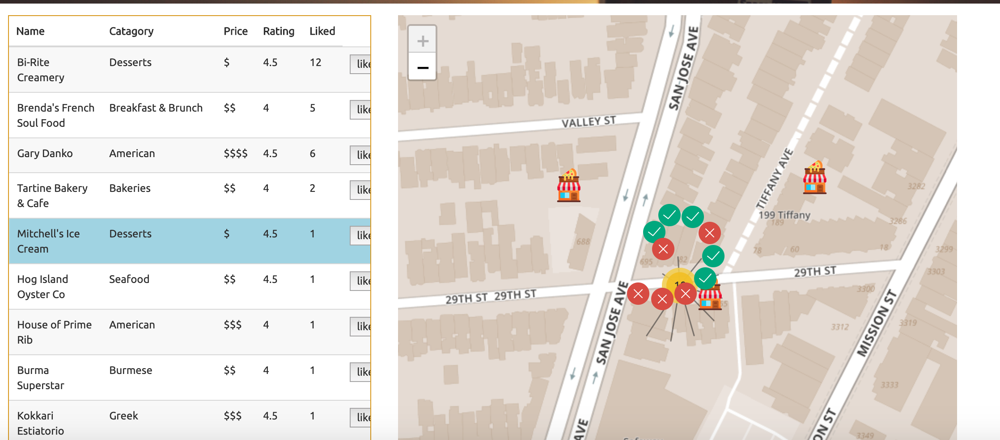 Name Catagory Price Rating Liked
Bi-Rite Creamery Desserts $ 4.5 12 like
Brenda's French Soul Food Breakfast & Brunch $$ 4 5 like
Gary Danko American $$$$ 4.5 6 like
Tartine Bakery & Cafe Bakeries $$ 4 2 like
Mitchell's Ice Cream Desserts $ 4.5 1 like
Hog Island Oyster Co Seafood $$ 4.5 1 like
House of Prime Rib American $$$ 4 1 like
Burma Superstar Burmese $$ 4 1 like
Kokkari Estiatorio Greek $$$ 4.5 1 like
+
−
SAN JOSE AVE
VALLEY ST
TIFFANY AVE
3282
199 Tiffany
189
3286
688
78
60
18
3299
695
82
29TH ST
3303
29TH ST 29TH ST
3300
SAN JOSE AVE
MISSION ST
3312
3319
3333
AVE
ON ST
3349